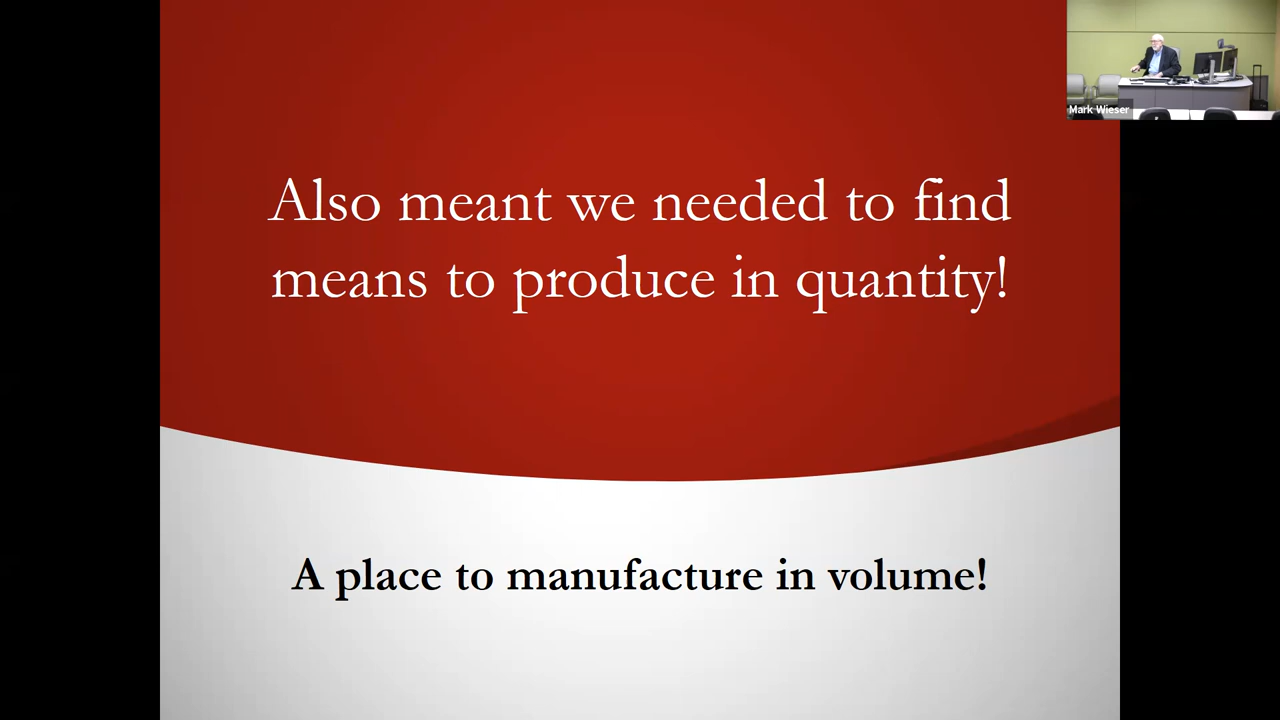 Also meant we needed to find
means to produce in quantity!
A place to manufacture in volume!
Mark Wieser